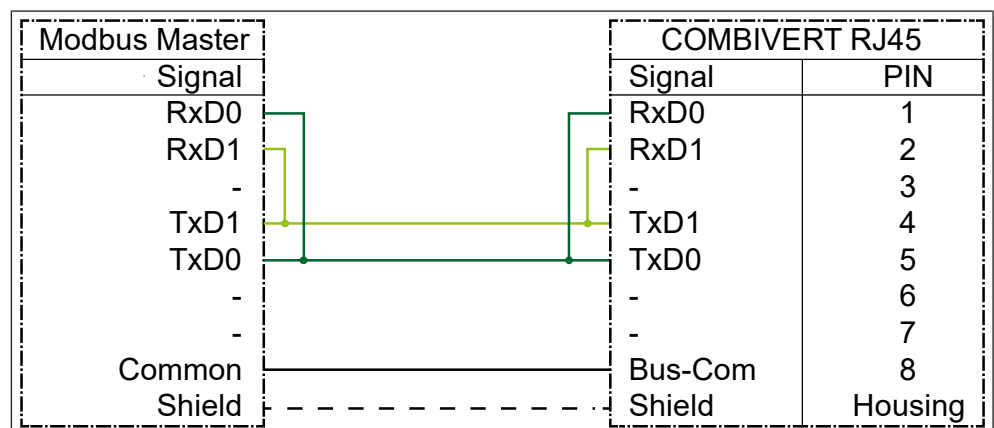 Modbus Master COMBIVERT RJ45
Signal Signal PIN
RxD0 RxD0 1
RxD1 RxD1 2
- - 3
TxD1 TxD1 4
TxD0 TxD0 5
- - 6
- - 7
Common Bus-Com 8
Shield Shield Housing